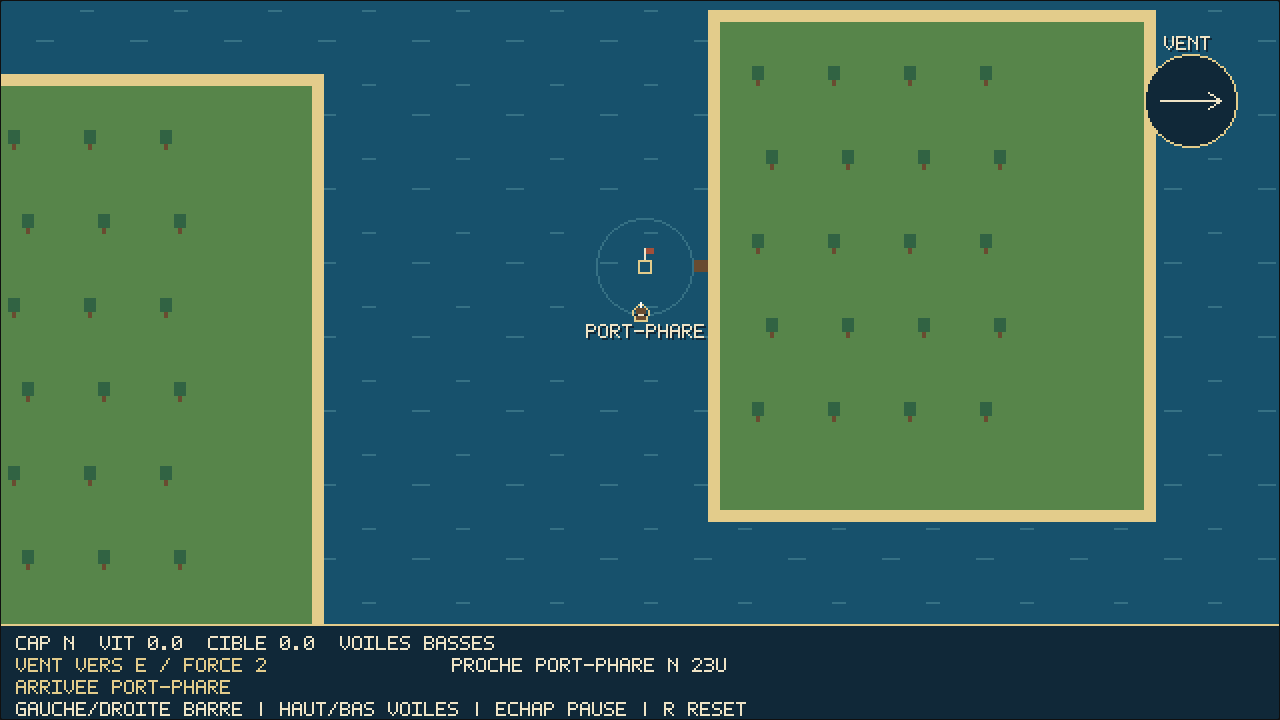 VENT
PORT-PHARE
CAP N  VIT 0.0  CIBLE 0.0  VOILES BASSES
VENT VERS E / FORCE 2
PROCHE PORT-PHARE N 23U
ARRIVEE PORT-PHARE
GAUCHE/DROITE BARRE | HAUT/BAS VOILES | ECHAP PAUSE | R RESET